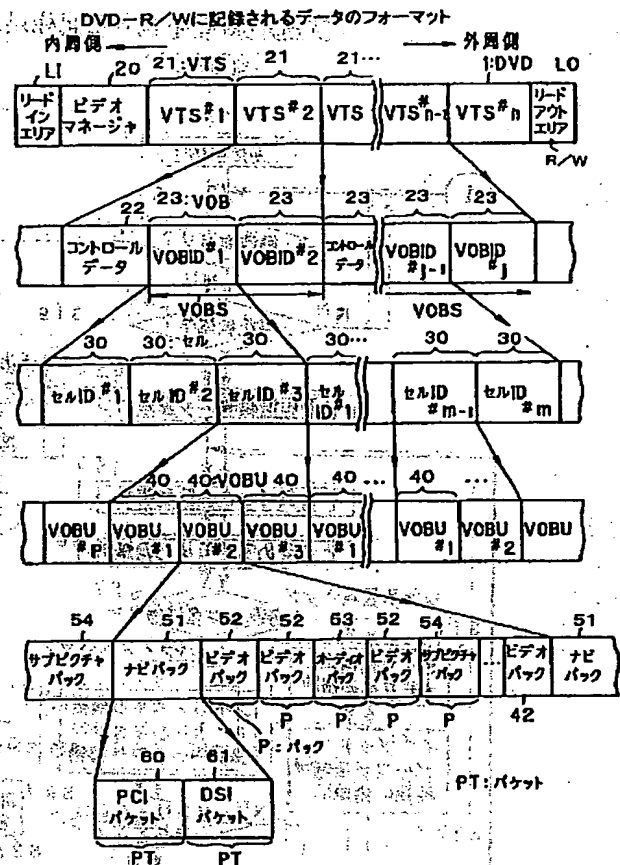 DVD-R/Wに記録されるデータのフォーマット
内周側 外周側
LI 20 21:VTS 21 21… 1:DVD LO
リードインエリア ビデオマネージャ VTS#1 VTS#2 VTS VTS#n-1 VTS#n リードアウトエリア
R/W
22 23:VOB 23 23 23 23
コントロールデータ VOBID#1 VOBID#2 コントロールデータ VOBID#j-1 VOBID#j
VOBS VOBS
30 30:セル 30 30… 30 30
セルID#1 セルID#2 セルID#3 セルID#1 セルID#m-1 セルID#m
40 40:VOBU 40 40… 40 …
VOBU#P VOBU#1 VOBU#2 VOBU#3 VOBU#1 VOBU#1 VOBU#2 VOBU
54 51 52 52 53 52 54 51
サブピクチャパック ナビパック ビデオパック ビデオパック オーディオパック ビデオパック サブピクチャパック … ビデオパック ナビパック
P P P P P 42
P:パック
60 61
PCIパケット DSIパケット
PT PT
PT:パケット